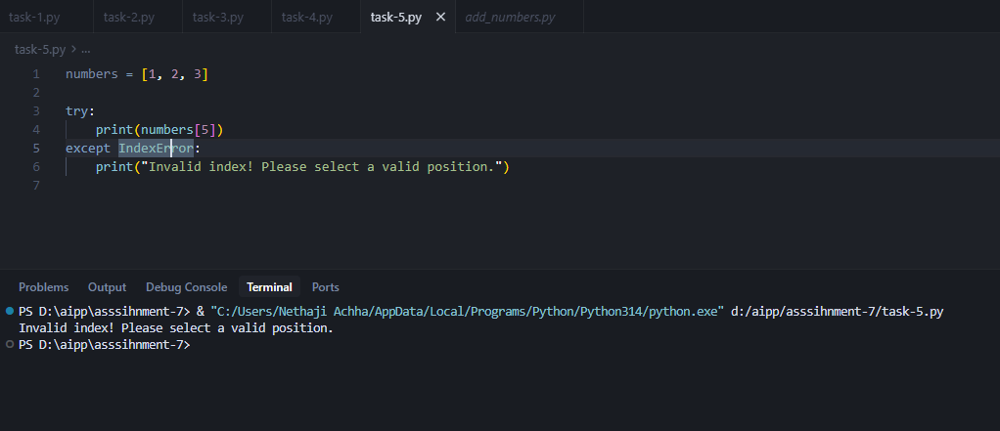 task-1.py task-2.py task-3.py task-4.py task-5.py × add_numbers.py
task-5.py > ...
1 numbers = [1, 2, 3]
2
3 try:
4     print(numbers[5])
5 except IndexError:
6     print("Invalid index! Please select a valid position.")
7
Problems Output Debug Console Terminal Ports
PS D:\aipp\asssihnment-7> & "C:/Users/Nethaji Achha/AppData/Local/Programs/Python/Python314/python.exe" d:/aipp/asssihnment-7/task-5.py
Invalid index! Please select a valid position.
PS D:\aipp\asssihnment-7>